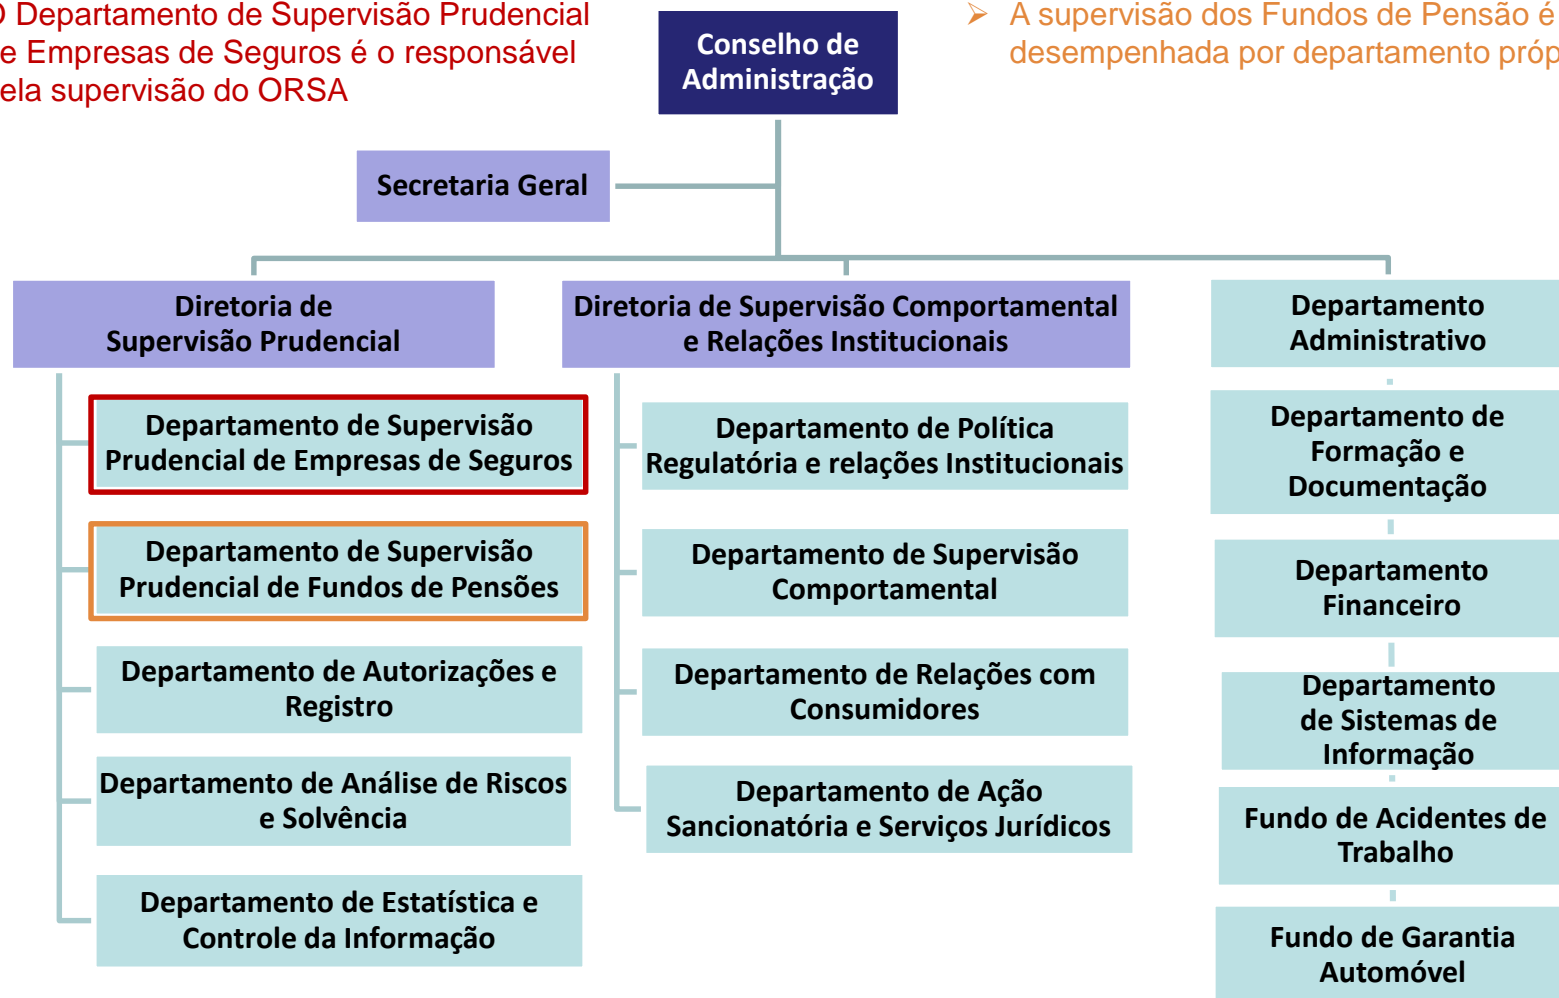 Departamento de Supervisão Prudencial
e Empresas de Seguros é o responsável
ela supervisão do ORSA
A supervisão dos Fundos de Pensão é
desempenhada por departamento próp
Conselho de
Administração
Secretaria Geral
Diretoria de
Supervisão Prudencial
Departamento de Supervisão
Prudencial de Empresas de Seguros
Departamento de Supervisão
Prudencial de Fundos de Pensões
Departamento de Autorizações e
Registro
Departamento de Análise de Riscos
e Solvência
Departamento de Estatística e
Controle da Informação
Diretoria de Supervisão Comportamental
e Relações Institucionais
Departamento de Política
Regulatória e relações Institucionais
Departamento de Supervisão
Comportamental
Departamento de Relações com
Consumidores
Departamento de Ação
Sancionatória e Serviços Jurídicos
Departamento
Administrativo
Departamento de
Formação e
Documentação
Departamento
Financeiro
Departamento
de Sistemas de
Informação
Fundo de Acidentes de
Trabalho
Fundo de Garantia
Automóvel